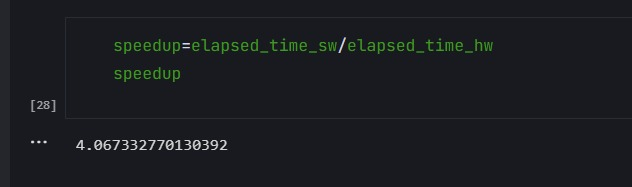 speedup=elapsed_time_sw/elapsed_time_hw
speedup
[28]
...
4.067332770130392